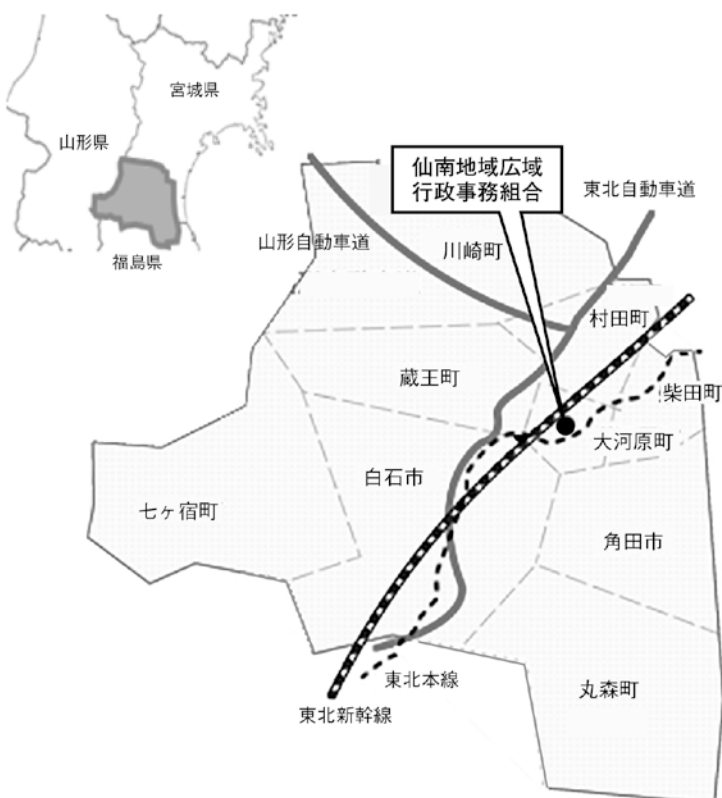 宮城県
山形県
福島県
仙南地域広域
行政事務組合
東北自動車道
山形自動車道
川崎町
村田町
蔵王町
柴田町
大河原町
白石市
七ヶ宿町
角田市
東北本線
丸森町
東北新幹線